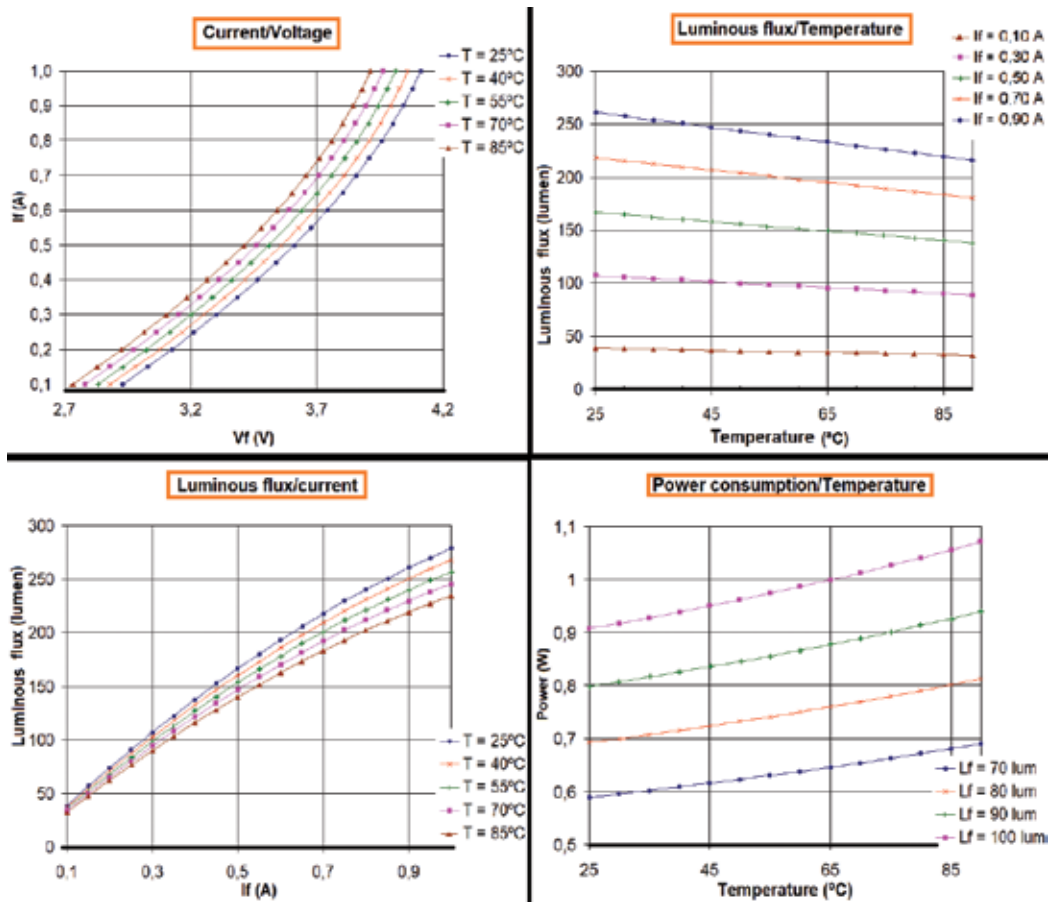 Current/Voltage
T = 25ºC
T = 40ºC
T = 55ºC
T = 70ºC
T = 85ºC
1,0
0,9
0,8
0,7
0,6
0,5
0,4
0,3
0,2
0,1
If (A)
2,7 3,2 3,7 4,2
Vf (V)
Luminous flux/Temperature
If = 0,10 A
If = 0,30 A
If = 0,50 A
If = 0,70 A
If = 0,90 A
300
250
200
150
100
50
0
Luminous flux (lumen)
25 45 65 85
Temperature (ºC)
Luminous flux/current
300
250
200
150
100
50
0
Luminous flux (lumen)
T = 25ºC
T = 40ºC
T = 55ºC
T = 70ºC
T = 85ºC
0,1 0,3 0,5 0,7 0,9
If (A)
Power consumption/Temperature
1,1
1
0,9
0,8
0,7
0,6
0,5
Power (W)
Lf = 70 lum
Lf = 80 lum
Lf = 90 lum
Lf = 100 lum
25 45 65 85
Temperature (ºC)